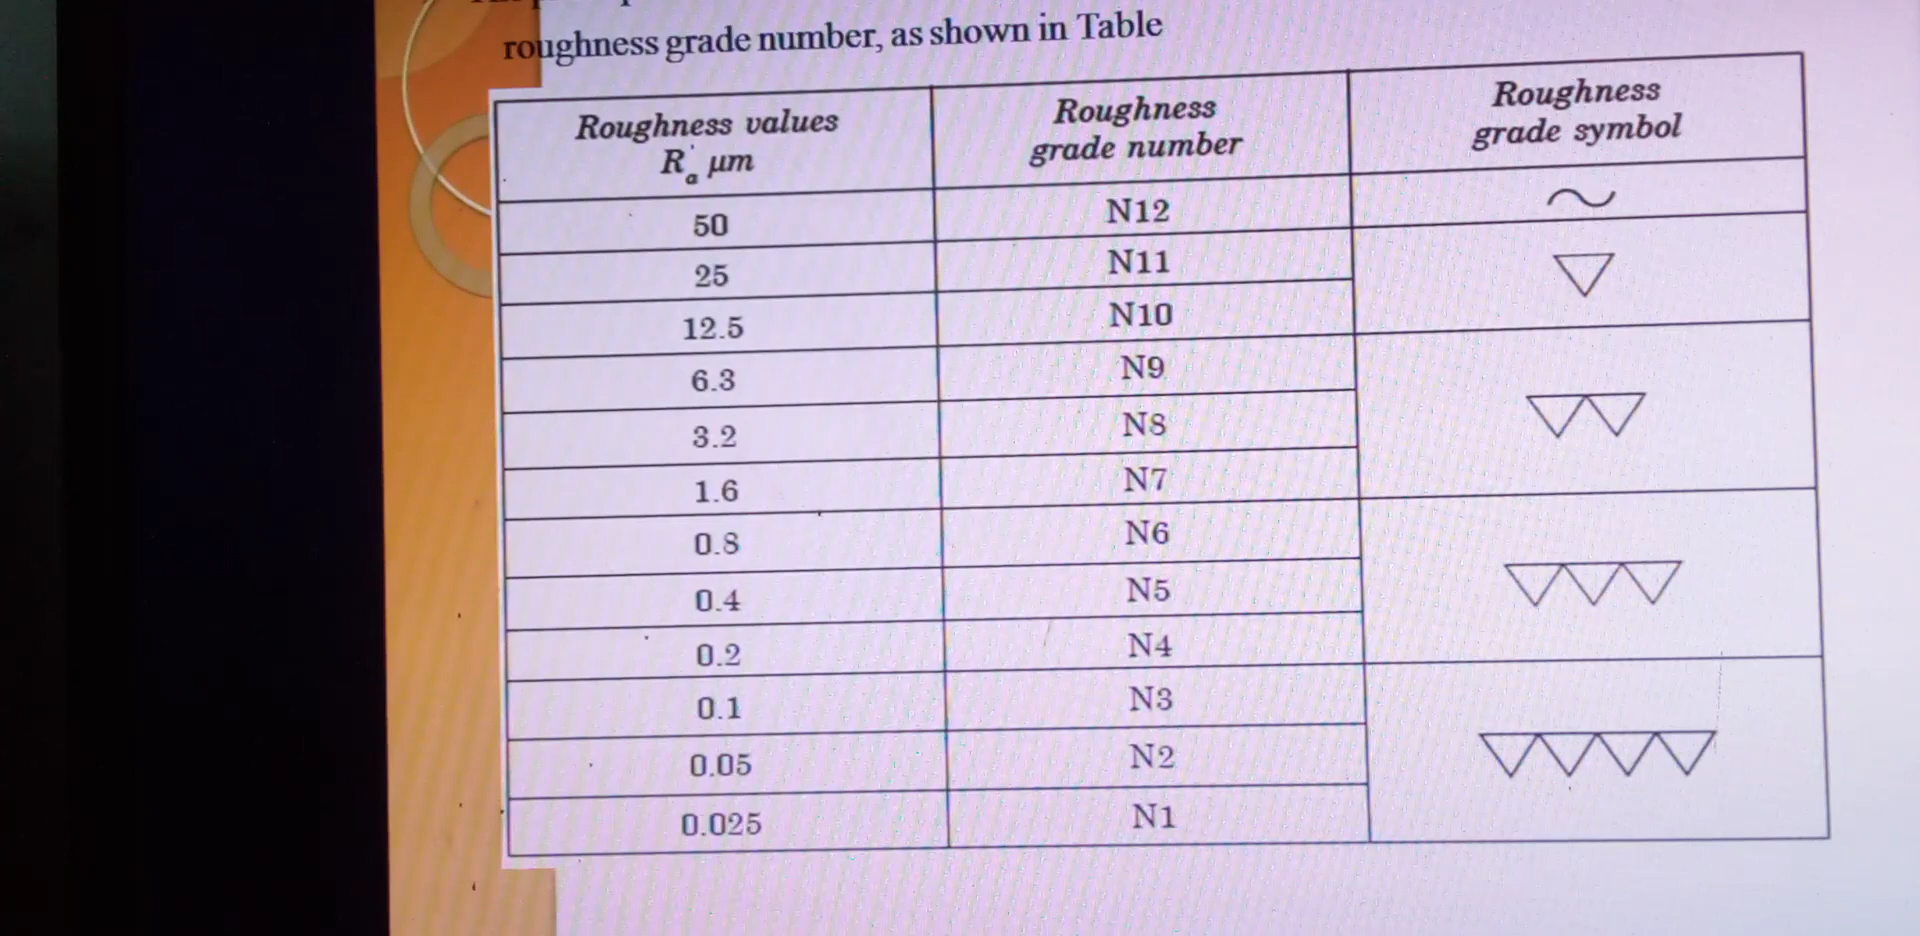 roughness grade number, as shown in Table
Roughness values
Ra μm
Roughness
grade number
Roughness
grade symbol
50 N12 ~
25 N11 ▽
12.5 N10
6.3 N9 ▽▽
3.2 N8
1.6 N7
0.8 N6 ▽▽▽
0.4 N5
0.2 N4
0.1 N3 ▽▽▽▽
0.05 N2
0.025 N1